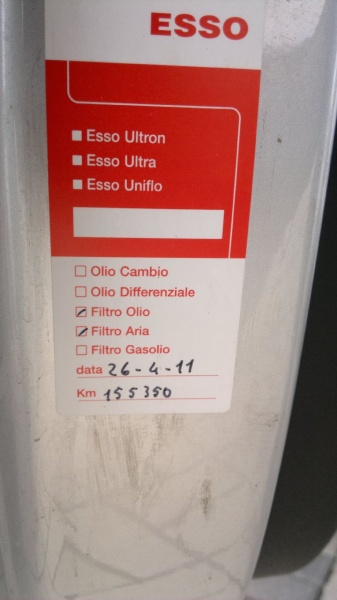 ESSO
Esso Ultron
Esso Ultra
Esso Uniflo
Olio Cambio
Olio Differenziale
Filtro Olio
Filtro Aria
Filtro Gasolio
data 26-4-11
Km 155350